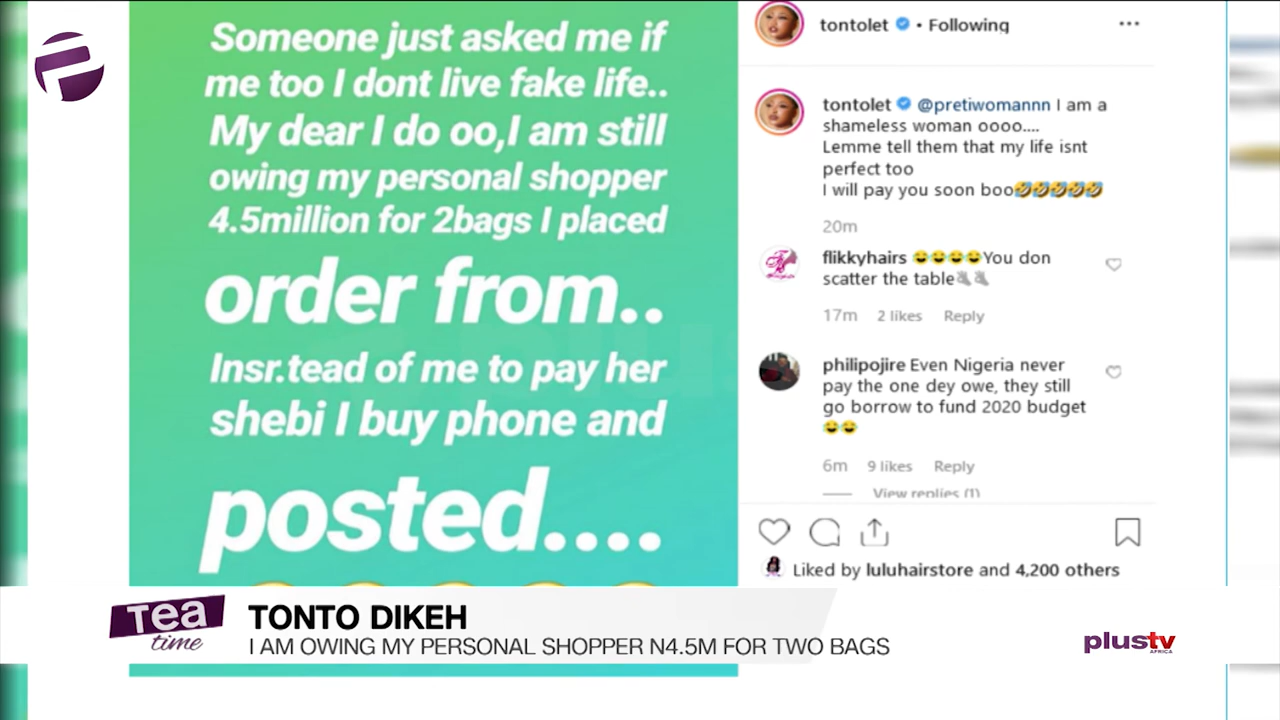 Someone just asked me if
me too I dont live fake life..
My dear I do oo,I am still
owing my personal shopper
4.5million for 2bags I placed
order from..
Insr.tead of me to pay her
shebi I buy phone and
posted....
tontolet • Following
tontolet @pretiwomannn I am a
shameless woman oooo....
Lemme tell them that my life isnt
perfect too
I will pay you soon boo🤣🤣🤣🤣🤣
20m
flikkyhairs 😂😂😂😂You don
scatter the table
17m 2 likes Reply
philipojire Even Nigeria never
pay the one dey owe, they still
go borrow to fund 2020 budget
😂😂
6m 9 likes Reply
View replies (1)
Liked by luluhairstore and 4,200 others
Tea
time
TONTO DIKEH
I AM OWING MY PERSONAL SHOPPER N4.5M FOR TWO BAGS
plustv
AFRICA